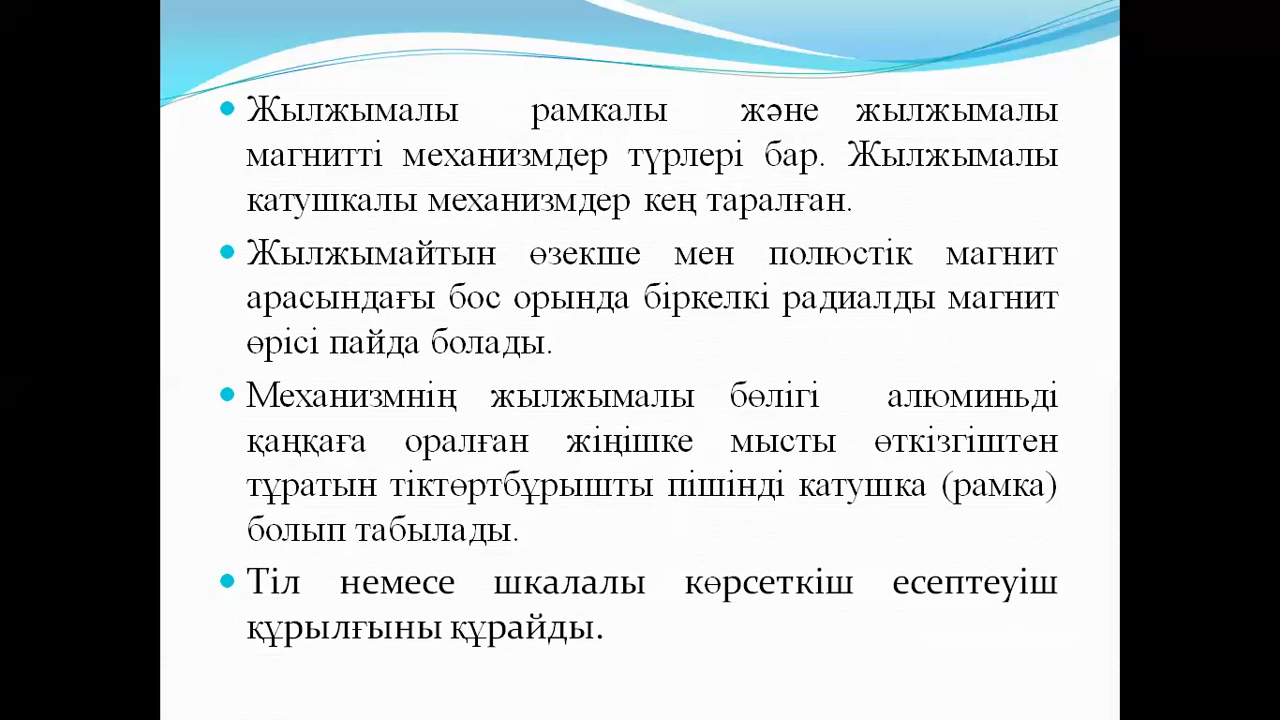 Жылжымалы рамкалы және жылжымалы
магнитті механизмдер түрлері бар. Жылжымалы
катушкалы механизмдер кең таралған.
Жылжымайтын өзекше мен полюстік магнит
арасындағы бос орында біркелкі радиалды магнит
өрісі пайда болады.
Механизмнің жылжымалы бөлігі алюминьді
қаңқаға оралған жіңішке мысты өткізгіштен
тұратын тіктөртбұрышты пішінді катушка (рамка)
болып табылады.
Тіл немесе шкалалы көрсеткіш есептеуіш
құрылғыны құрайды.